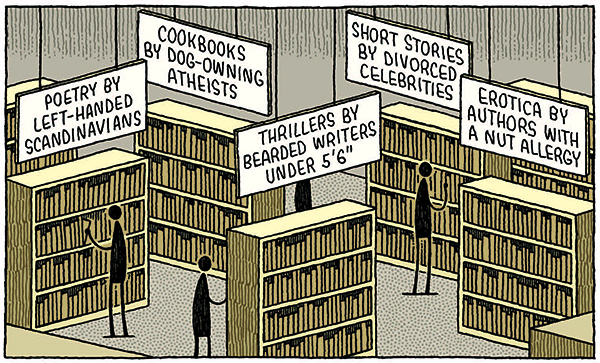 POETRY BY
LEFT-HANDED
SCANDINAVIANS
COOKBOOKS
BY DOG-OWNING
ATHEISTS
THRILLERS BY
BEARDED WRITERS
UNDER 5'6"
SHORT STORIES
BY DIVORCED
CELEBRITIES
EROTICA BY
AUTHORS WITH
A NUT ALLERGY